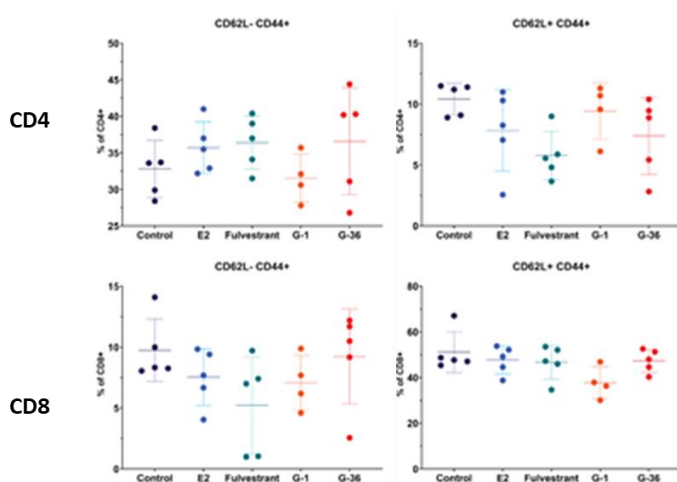 CD62L- CD44+
CD62L+ CD44+
CD4
% of CD4+
50
45
40
35
30
25
Control E2 Fulvestrant G-1 G-36
% of CD4+
15
10
5
0
Control E2 Fulvestrant G-1 G-36
CD62L- CD44+
CD62L+ CD44+
CD8
% of CD8+
15
10
5
0
Control E2 Fulvestrant G-1 G-36
% of CD8+
80
60
40
20
0
Control E2 Fulvestrant G-1 G-36